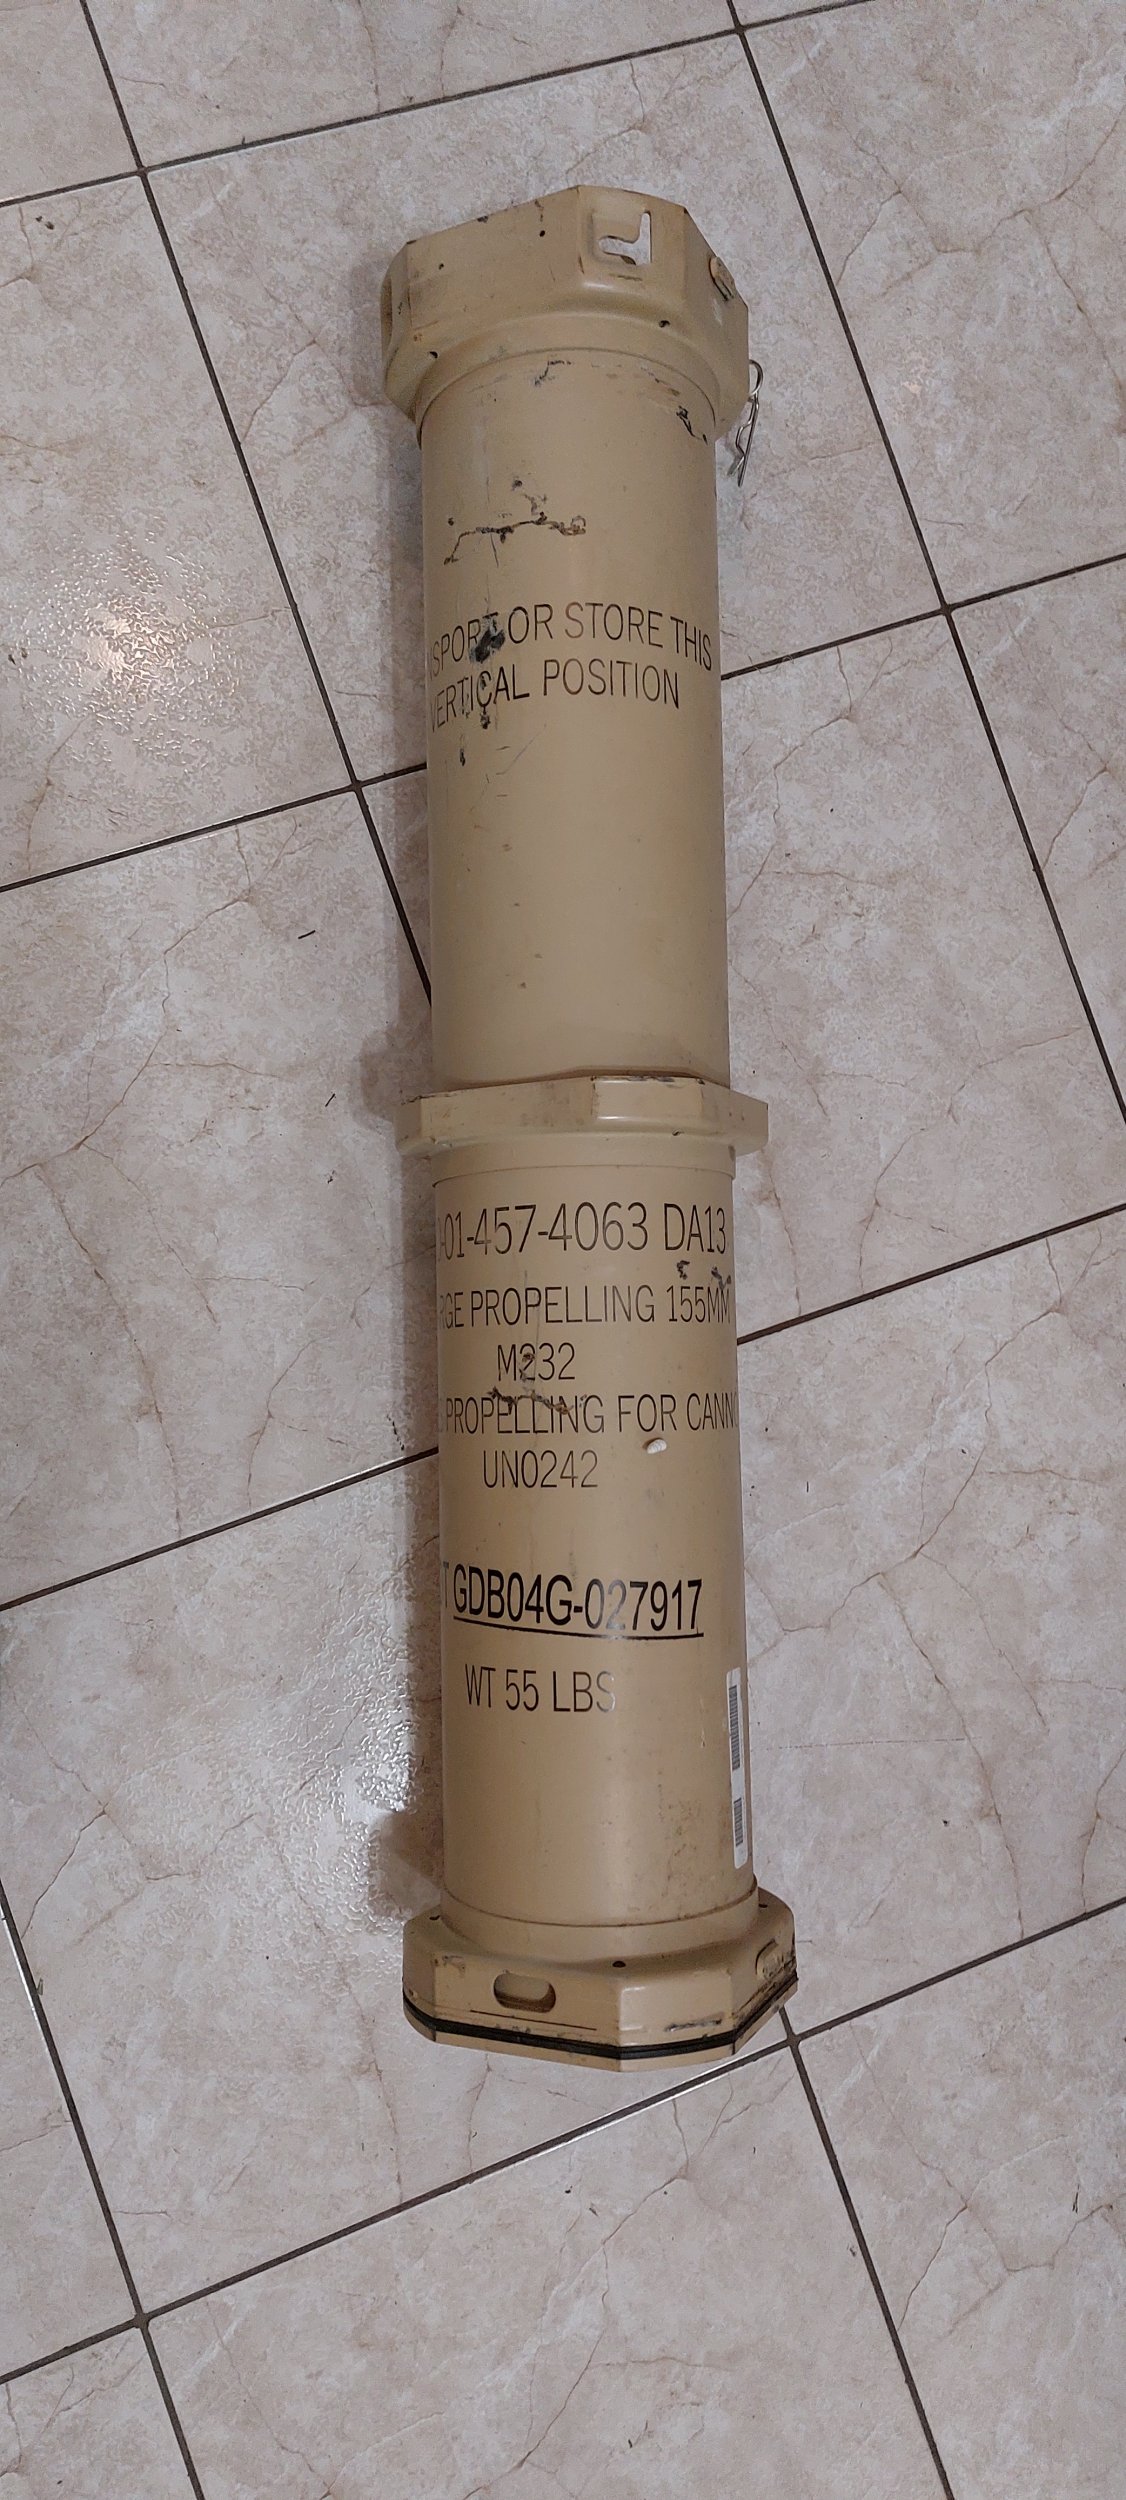 SPORT OR STORE THIS
VERTICAL POSITION
01-457-4063 DA13
RGE PROPELLING 155MM
M232
PROPELLING FOR CANN
UN0242
T GDB04G-027917
WT 55 LBS